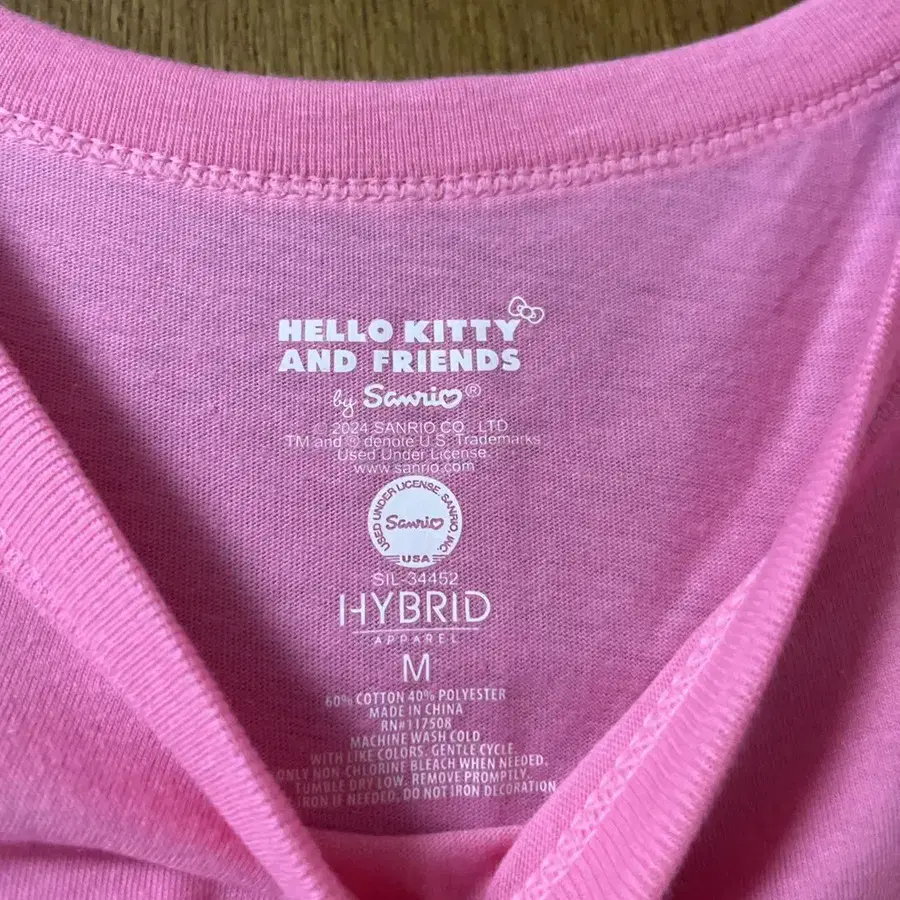 HELLO KITTY
AND FRIENDS
by Sanrio®
© 2024 SANRIO CO., LTD
TM and ® denote U.S. Trademarks
Used Under License.
www.sanrio.com
USED UNDER LICENSE. SANRIO, INC.
Sanrio
USA
SIL-34452
HYBRID
APPAREL
M
60% COTTON 40% POLYESTER
MADE IN CHINA
RN#117508
MACHINE WASH COLD
WITH LIKE COLORS. GENTLE CYCLE.
ONLY NON-CHLORINE BLEACH WHEN NEEDED.
TUMBLE DRY LOW. REMOVE PROMPTLY.
IRON IF NEEDED. DO NOT IRON DECORATION